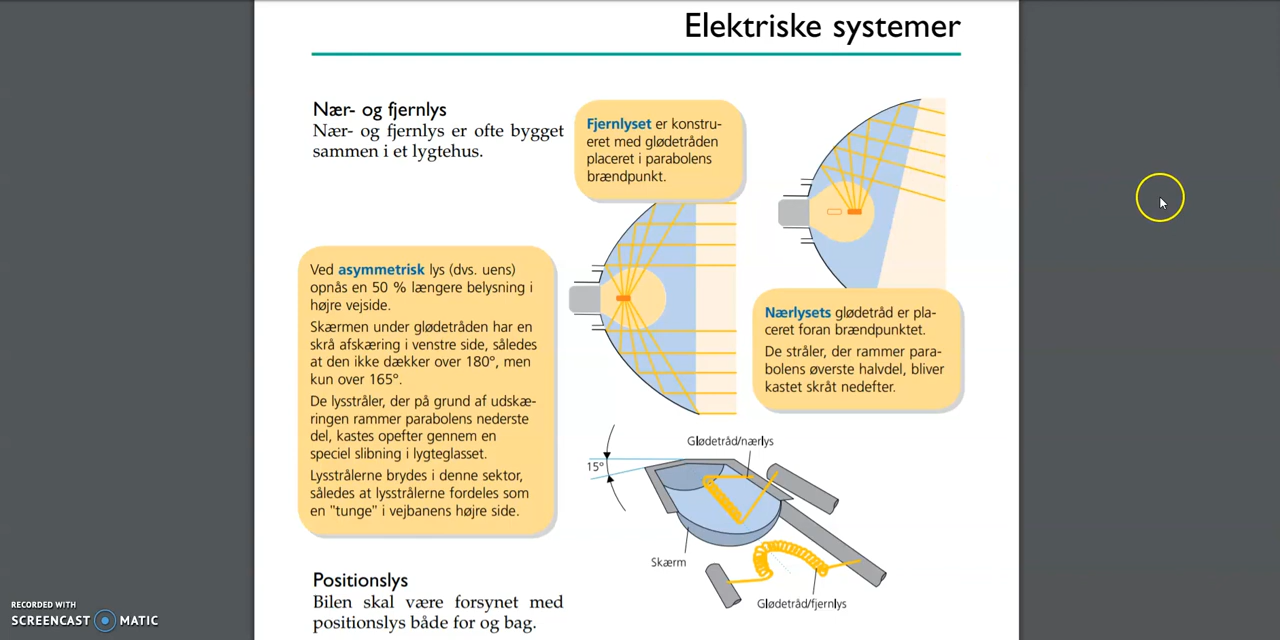 Elektriske systemer
Nær- og fjernlys
Nær- og fjernlys er ofte bygget
sammen i et lygtehus.
Fjernlyset er konstru-
eret med glødetråden
placeret i parabolens
brændpunkt.
Ved asymmetrisk lys (dvs. uens)
opnås en 50 % længere belysning i
højre vejside.
Skærmen under glødetråden har en
skrå afskæring i venstre side, således
at den ikke dækker over 180°, men
kun over 165°.
De lysstråler, der på grund af udskæ-
ringen rammer parabolens nederste
del, kastes opefter gennem en
speciel slibning i lygteglasset.
Lysstrålerne brydes i denne sektor,
således at lysstrålerne fordeles som
en "tunge" i vejbanens højre side.
Nærlysets glødetråd er pla-
ceret foran brændpunktet.
De stråler, der rammer para-
bolens øverste halvdel, bliver
kastet skråt nedefter.
Glødetråd/nærlys
15°
Skærm
Glødetråd/fjernlys
Positionslys
Bilen skal være forsynet med
positionslys både for og bag.
RECORDED WITH
SCREENCAST MATIC